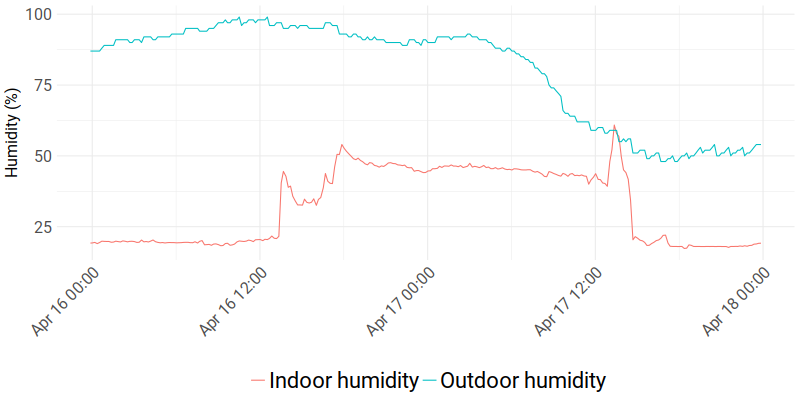 100
75
50
25
Humidity (%)
Apr 16 00:00
Apr 16 12:00
Apr 17 00:00
Apr 17 12:00
Apr 18 00:00
Indoor humidity Outdoor humidity